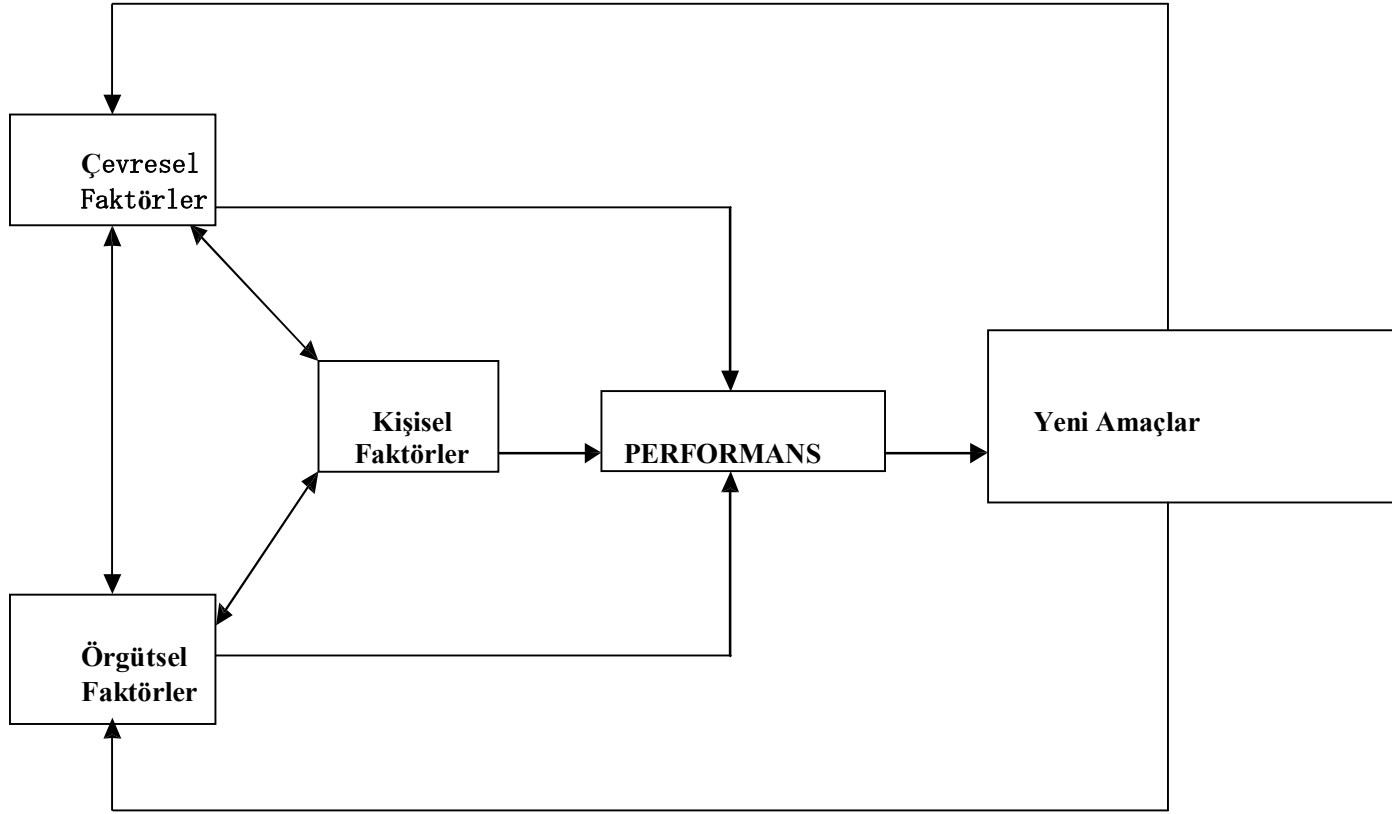 Çevresel
Faktörler
Kişisel
Faktörler
PERFORMANS
Yeni Amaçlar
Örgütsel
Faktörler